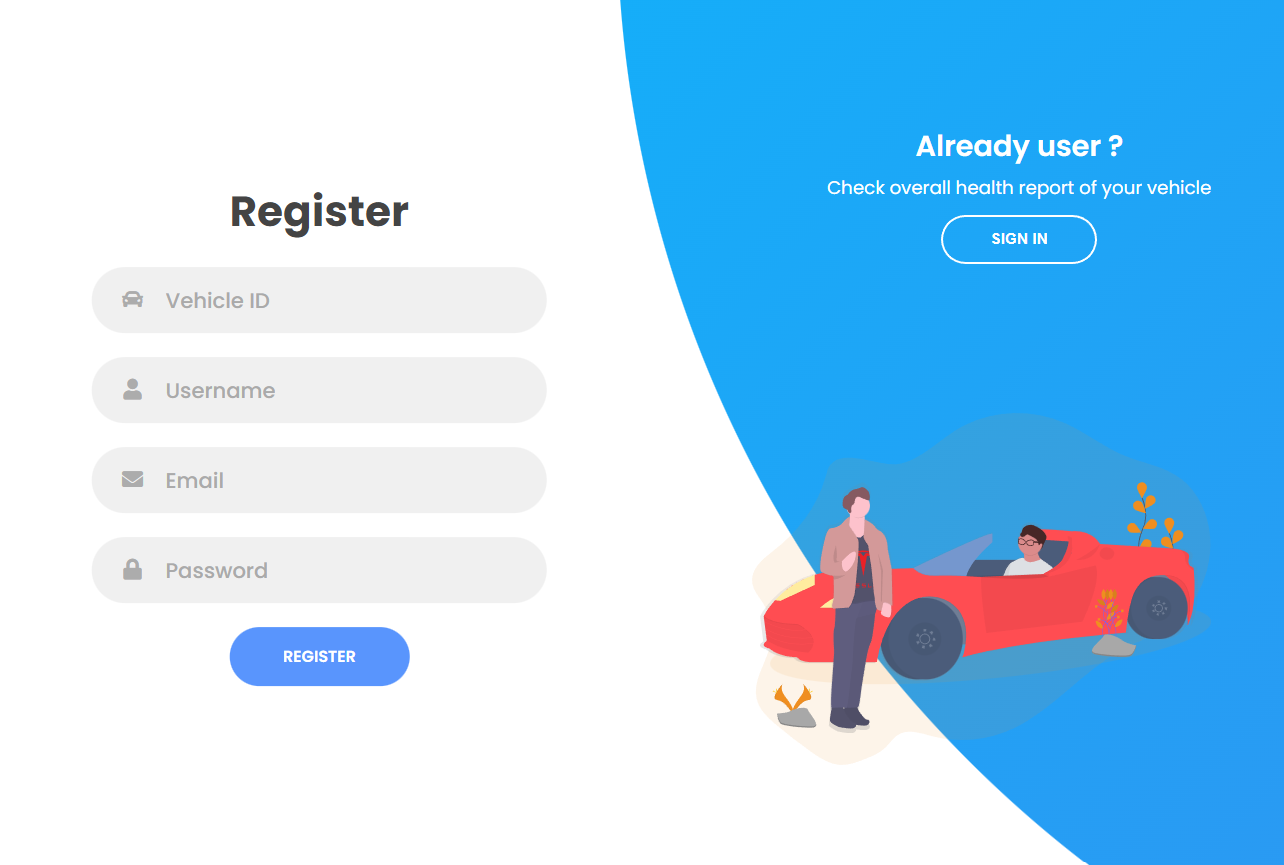 Register
Vehicle ID
Username
Email
Password
REGISTER
Already user ?
Check overall health report of your vehicle
SIGN IN